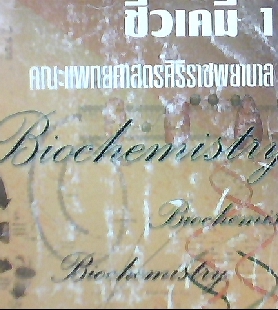 ชีวเคมี 1
คณะแพทยศาสตร์ศิริราชพยาบาล
Biochemistry
Biochemis
Biochemistry